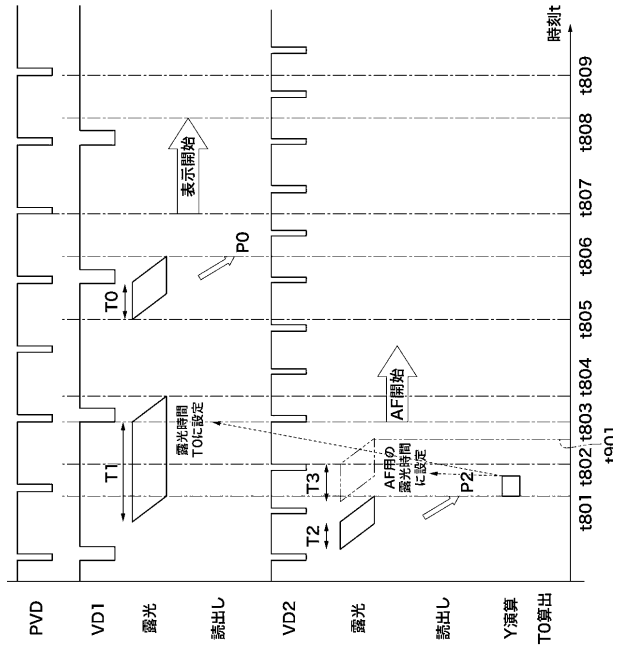 PVD
VD1
露光
読出し
VD2
露光
読出し
Y演算
T0算出
T1
T0
露光時間
T0に設定
P0
表示開始
T2
T3
AF用の
露光時間
に設定
P2
AF開始
t801
t802
t803
t804
t805
t806
t807
t808
t809
時刻t
t901